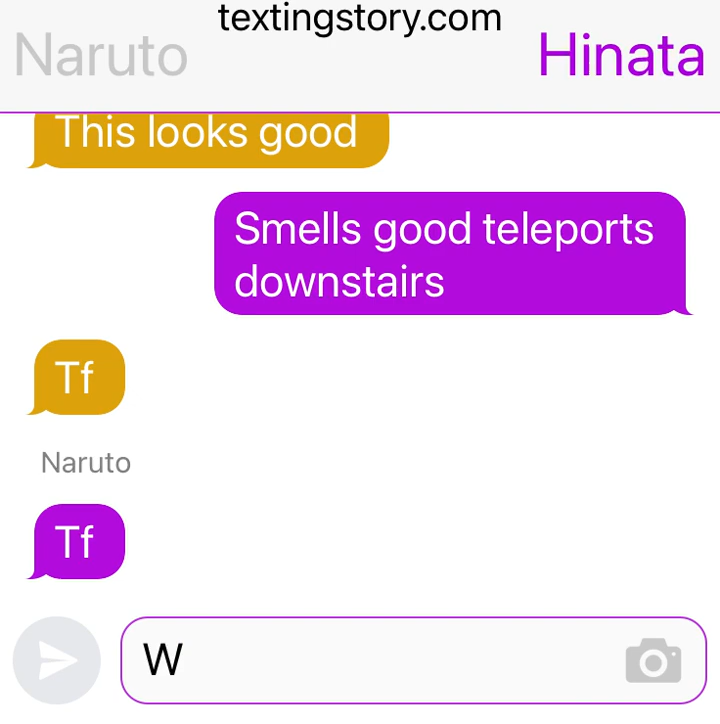 textingstory.com
Naruto
Hinata
This looks good
Smells good teleports
downstairs
Tf
Naruto
Tf
W